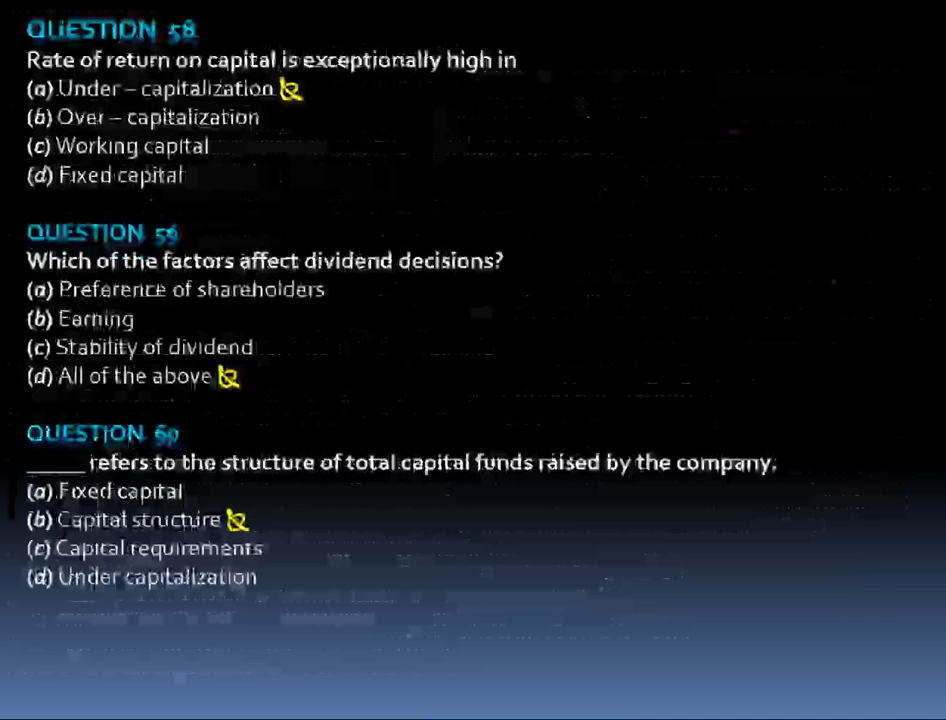 QUESTION 58
Rate of return on capital is exceptionally high in
(a) Under – capitalization
(b) Over – capitalization
(c) Working capital
(d) Fixed capital
QUESTION 59
Which of the factors affect dividend decisions?
(a) Preference of shareholders
(b) Earning
(c) Stability of dividend
(d) All of the above
QUESTION 60
_____ refers to the structure of total capital funds raised by the company.
(a) Fixed capital
(b) Capital structure
(c) Capital requirements
(d) Under capitalization